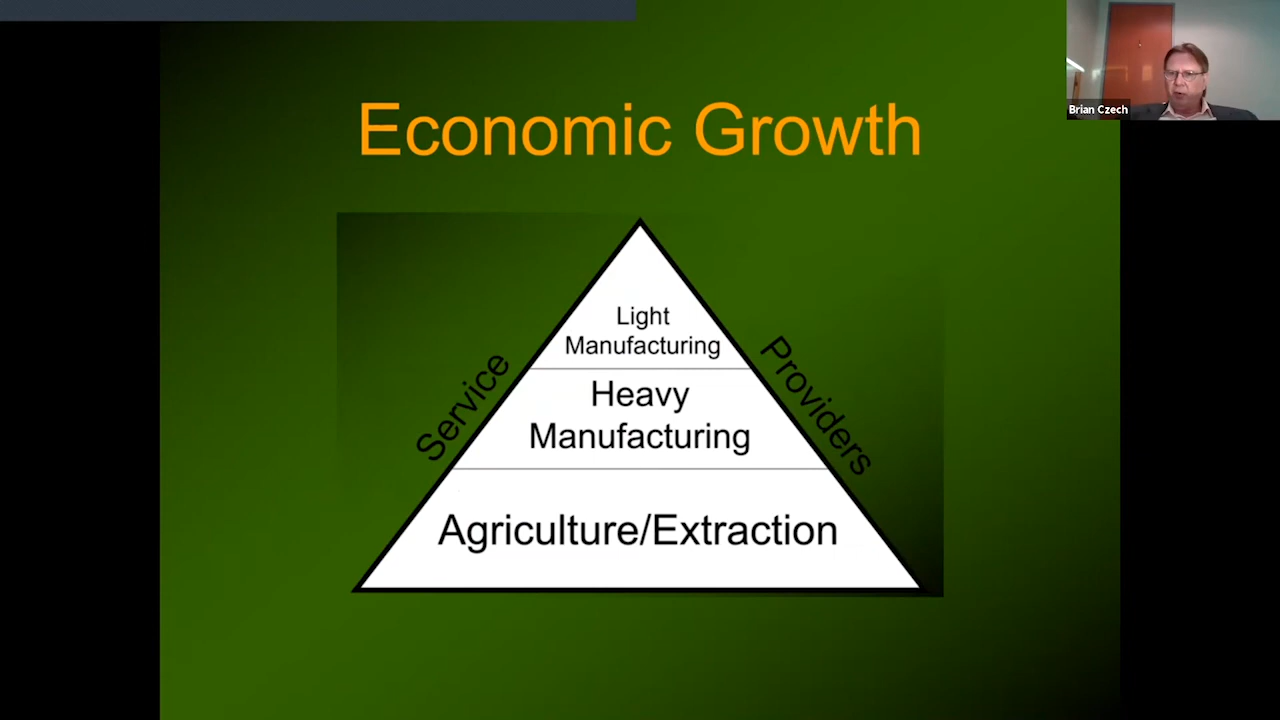 Economic Growth
Brian Czech
Light
Manufacturing
Heavy
Manufacturing
Agriculture/Extraction
Service
Providers